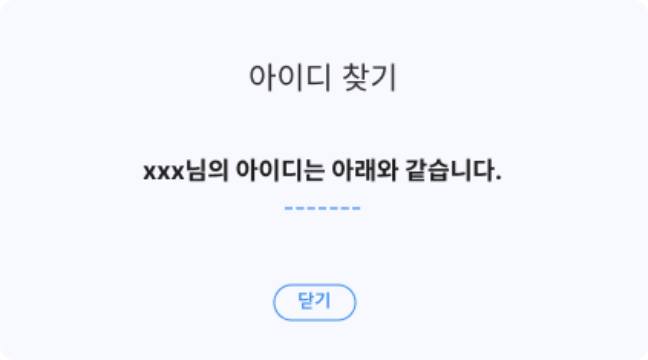 아이디 찾기
xxx님의 아이디는 아래와 같습니다.
-------
닫기